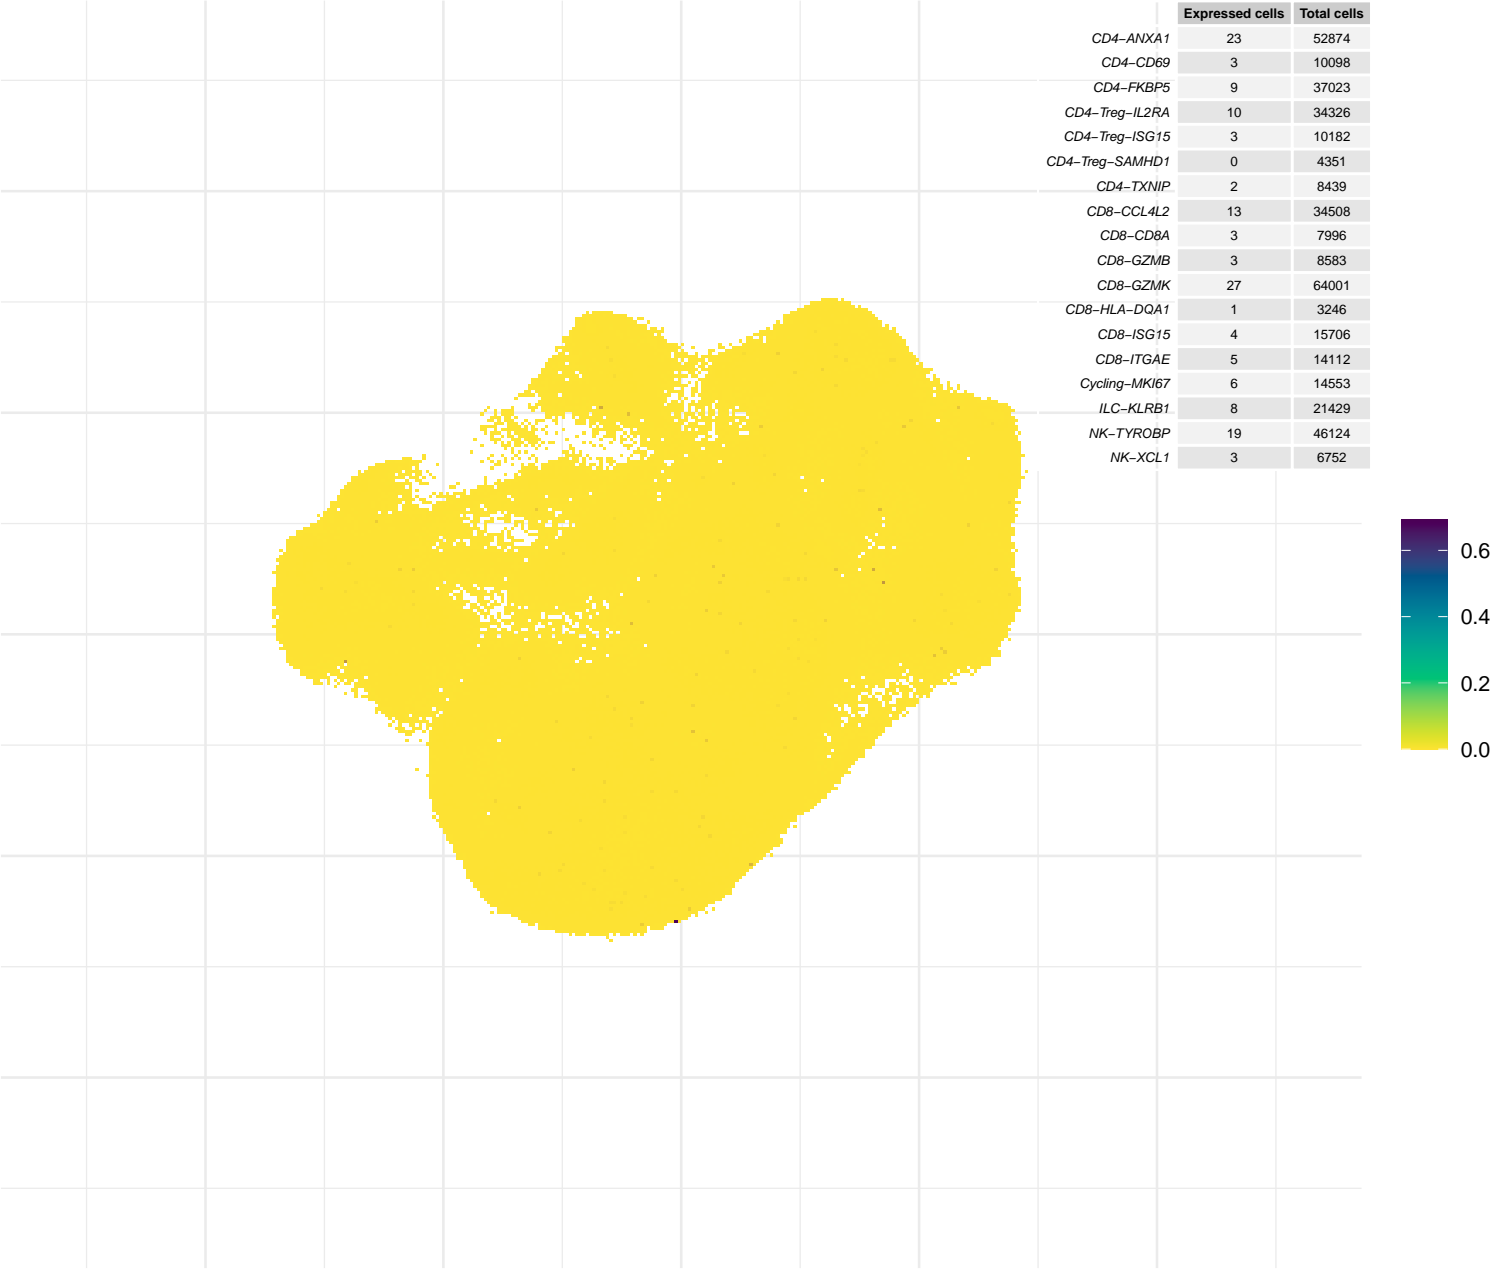 Expressed cells Total cells
CD4−ANXA1 23 52874
CD4−CD69 3 10098
CD4−FKBP5 9 37023
CD4−Treg−IL2RA 10 34326
CD4−Treg−ISG15 3 10182
CD4−Treg−SAMHD1 0 4351
CD4−TXNIP 2 8439
CD8−CCL4L2 13 34508
CD8−CD8A 3 7996
CD8−GZMB 3 8583
CD8−GZMK 27 64001
CD8−HLA−DQA1 1 3246
CD8−ISG15 4 15706
CD8−ITGAE 5 14112
Cycling−MKI67 6 14553
ILC−KLRB1 8 21429
NK−TYROBP 19 46124
NK−XCL1 3 6752
0.6
0.4
0.2
0.0